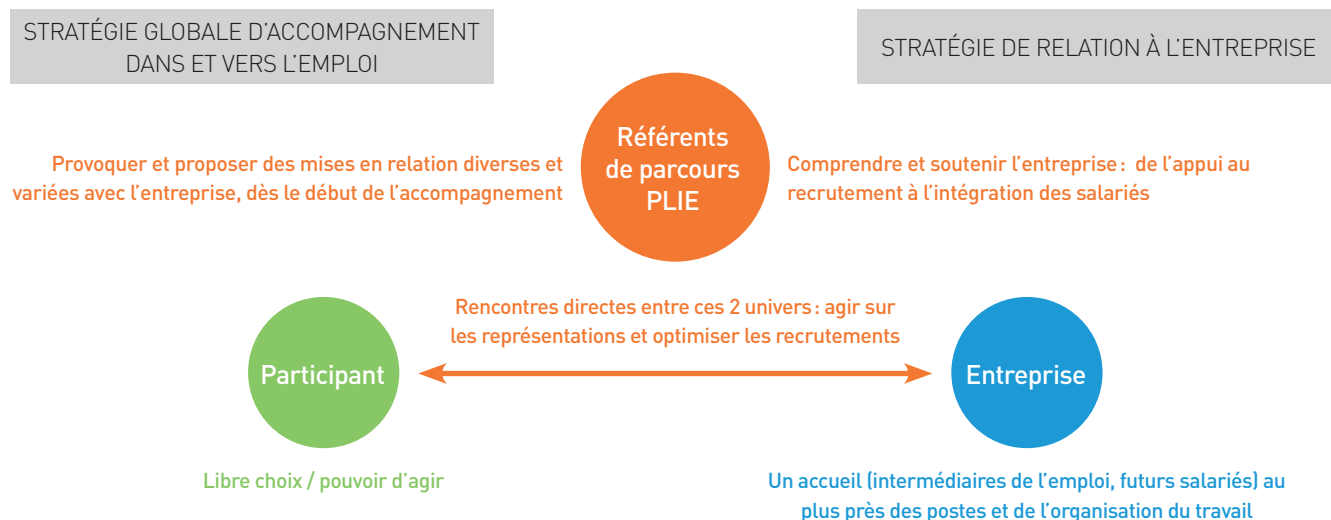 STRATÉGIE GLOBALE D'ACCOMPAGNEMENT
DANS ET VERS L'EMPLOI
STRATÉGIE DE RELATION À L'ENTREPRISE
Référents
de parcours
PLIE
Provoquer et proposer des mises en relation diverses et
variées avec l'entreprise, dès le début de l'accompagnement
Comprendre et soutenir l'entreprise : de l'appui au
recrutement à l'intégration des salariés
Rencontres directes entre ces 2 univers : agir sur
les représentations et optimiser les recrutements
Participant
Entreprise
Libre choix / pouvoir d'agir
Un accueil (intermédiaires de l'emploi, futurs salariés) au
plus près des postes et de l'organisation du travail